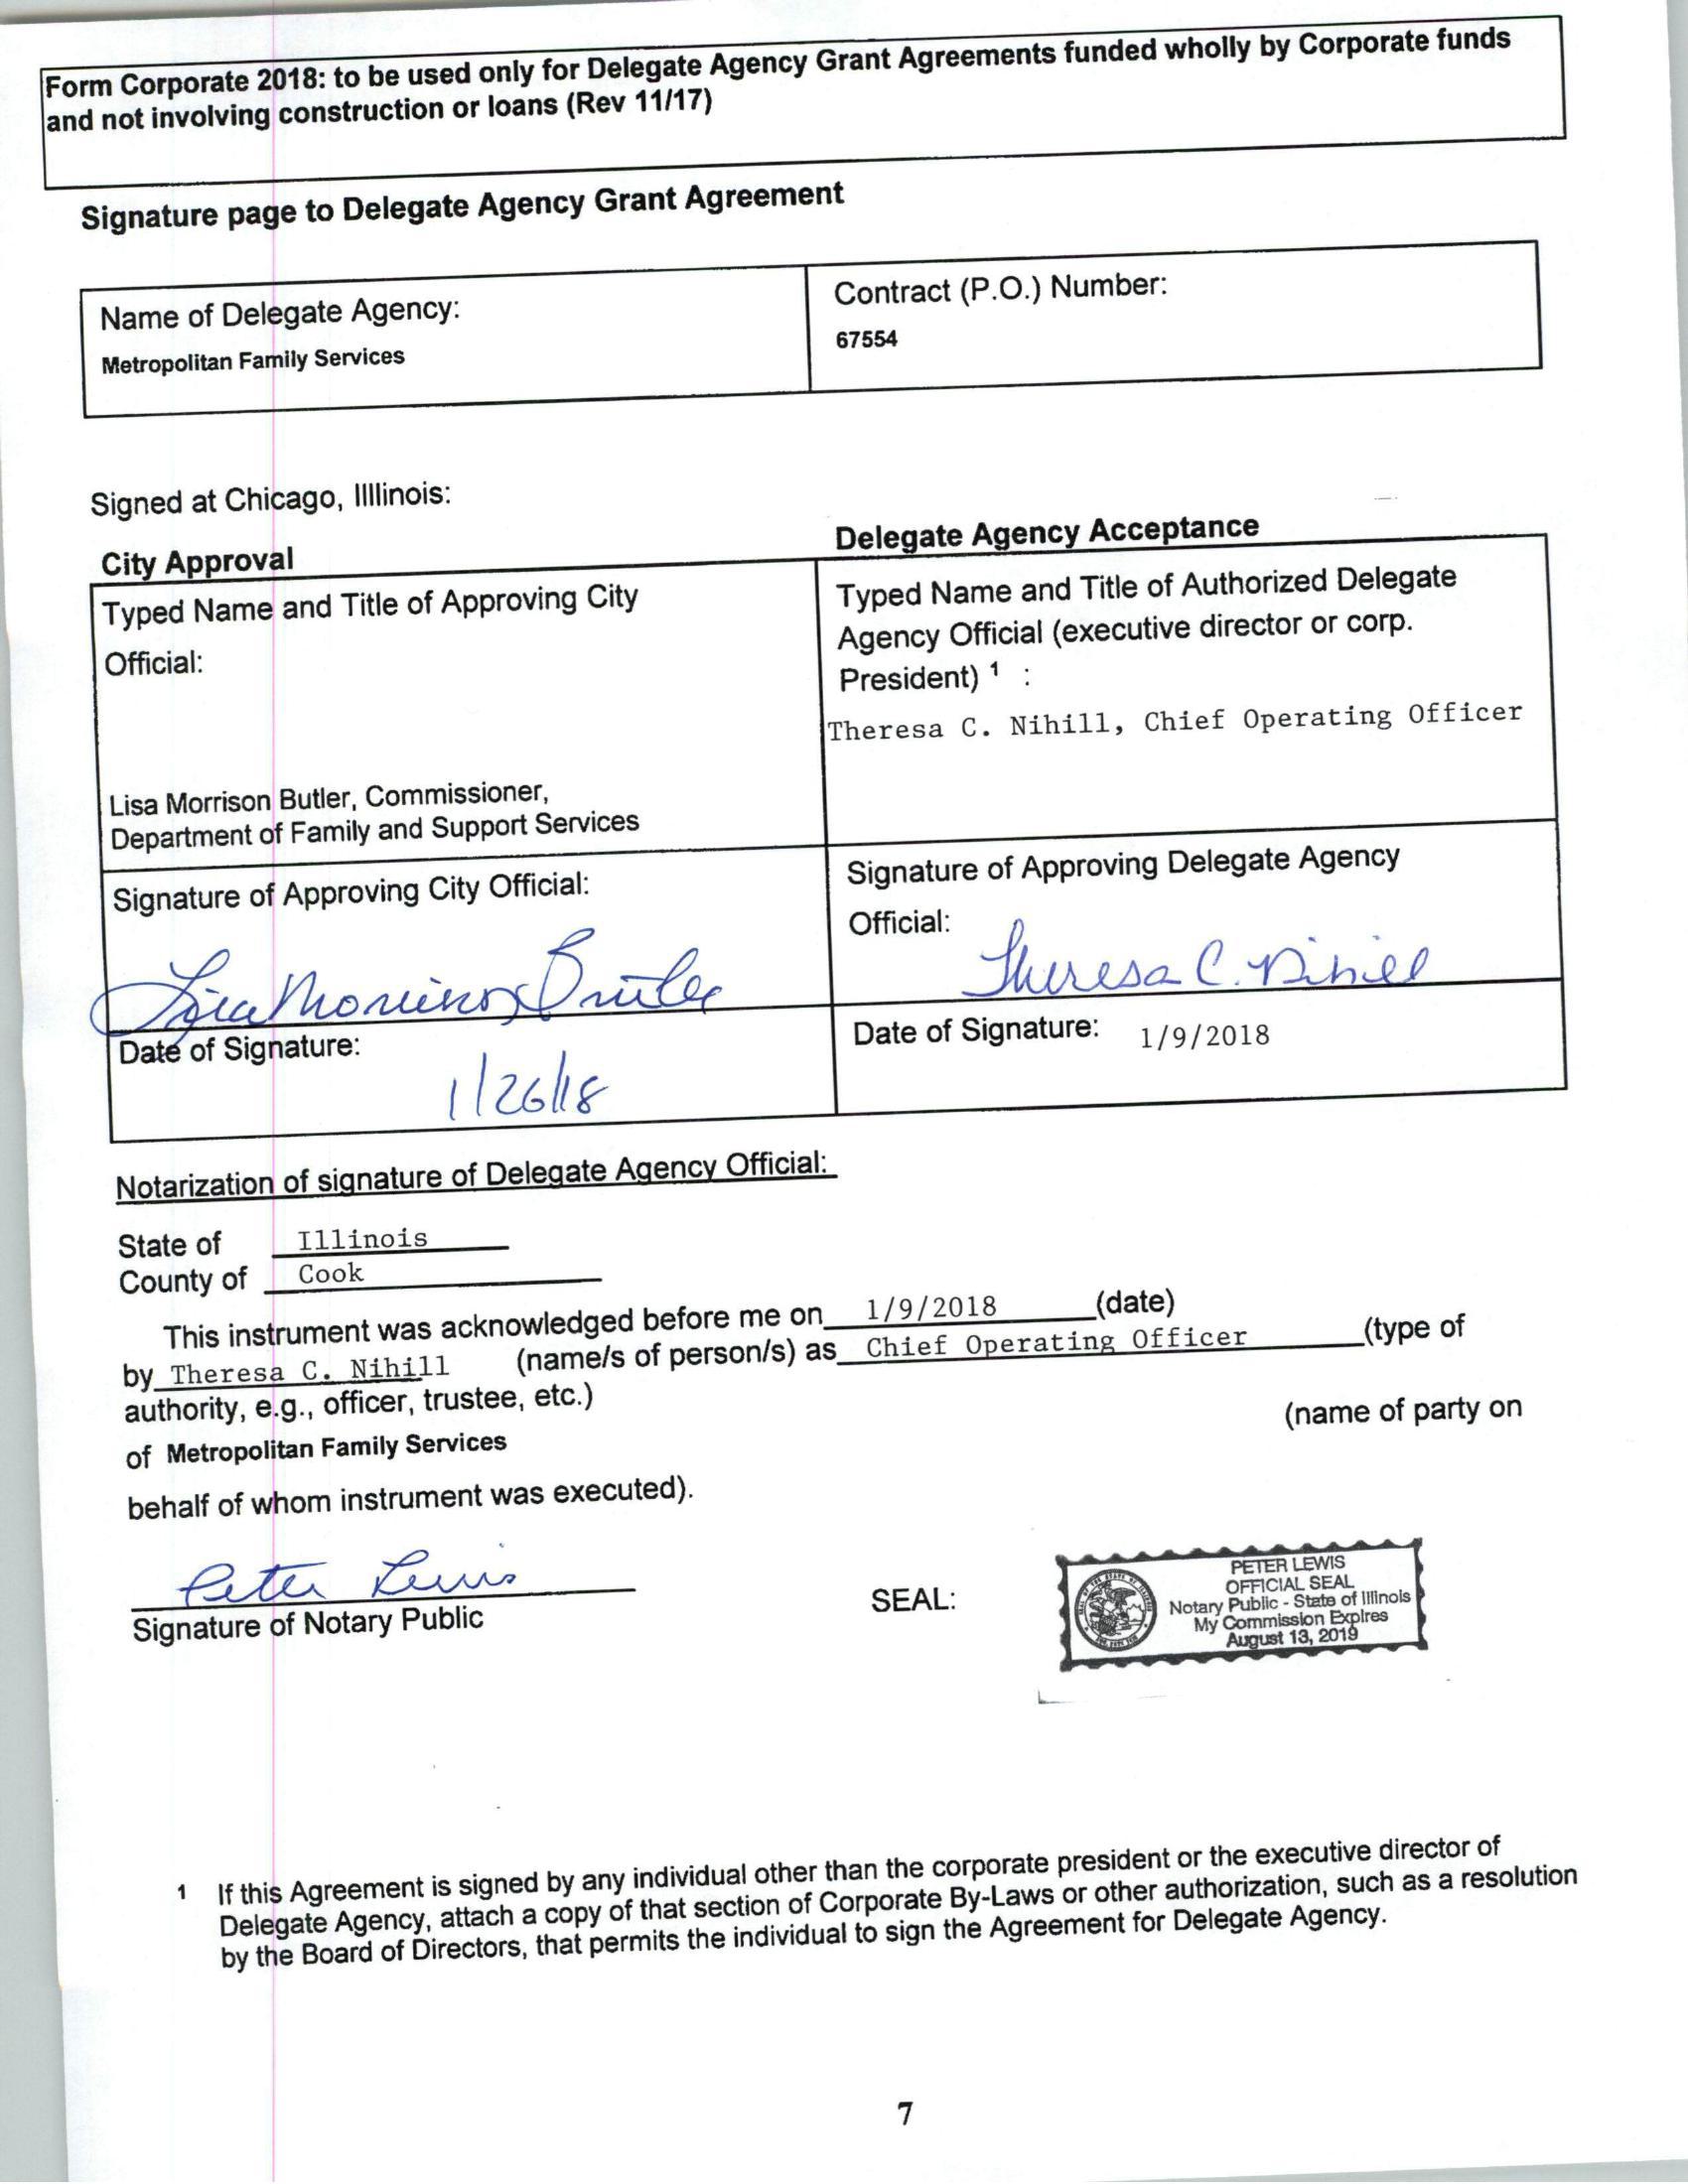 Form Corporate 2018: to be used only for Delegate Agency Grant Agreements funded wholly by Corporate funds
and not involving construction or loans (Rev 11/17)
Signature page to Delegate Agency Grant Agreement
Name of Delegate Agency:
Metropolitan Family Services
Contract (P.O.) Number:
67554
Signed at Chicago, Illlinois:
City Approval
Typed Name and Title of Approving City
Official:
Lisa Morrison Butler, Commissioner,
Department of Family and Support Services
Delegate Agency Acceptance
Typed Name and Title of Authorized Delegate
Agency Official (executive director or corp.
President) 1 :
Theresa C. Nihill, Chief Operating Officer
Signature of Approving City Official:
Lisa Morrison Butler
Signature of Approving Delegate Agency
Official:
Theresa C. Nihill
Date of Signature:
1/26/18
Date of Signature: 1/9/2018
Notarization of signature of Delegate Agency Official:
State of Illinois
County of Cook
This instrument was acknowledged before me on 1/9/2018 (date)
by Theresa C. Nihill (name/s of person/s) as Chief Operating Officer (type of
authority, e.g., officer, trustee, etc.)
of Metropolitan Family Services (name of party on
behalf of whom instrument was executed).
Peter Lewis
Signature of Notary Public
SEAL:
PETER LEWIS
OFFICIAL SEAL
Notary Public - State of Illinois
My Commission Expires
August 13, 2019
1 If this Agreement is signed by any individual other than the corporate president or the executive director of
Delegate Agency, attach a copy of that section of Corporate By-Laws or other authorization, such as a resolution
by the Board of Directors, that permits the individual to sign the Agreement for Delegate Agency.
7